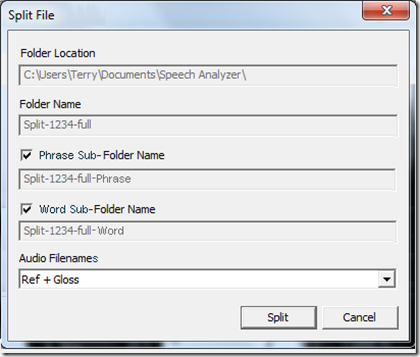 Split File
Folder Location
C:\Users\Terry\Documents\Speech Analyzer\
Folder Name
Split-1234-full
Phrase Sub-Folder Name
Split-1234-full-Phrase
Word Sub-Folder Name
Split-1234-full-Word
Audio Filenames
Ref + Gloss
Split Cancel